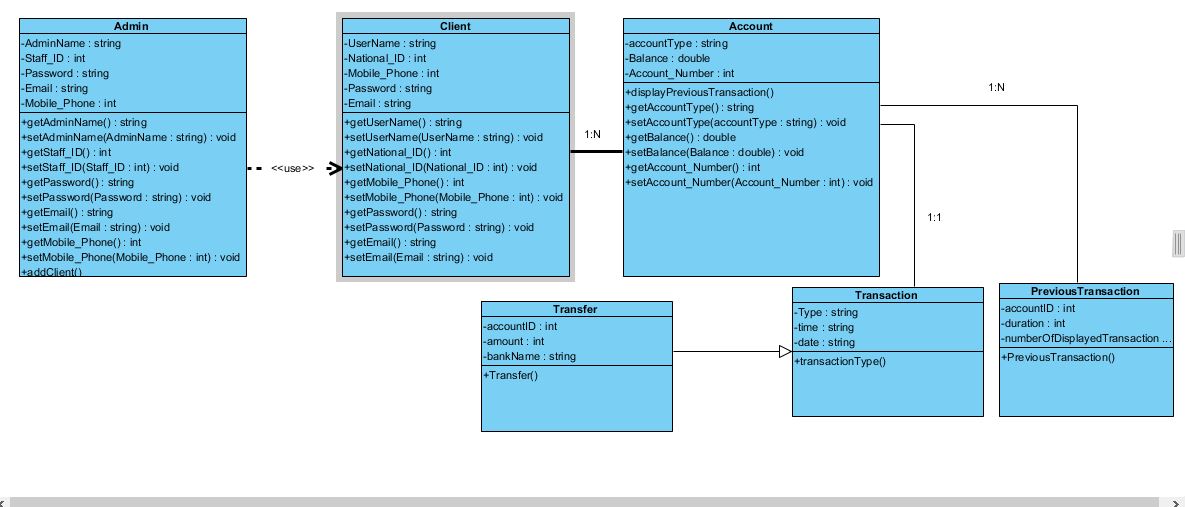 Admin
-AdminName : string
-Staff_ID : int
-Password : string
-Email : string
-Mobile_Phone : int
+getAdminName() : string
+setAdminName(AdminName : string) : void
+getStaff_ID() : int
+setStaff_ID(Staff_ID : int) : void
+getPassword() : string
+setPassword(Password : string) : void
+getEmail() : string
+setEmail(Email : string) : void
+getMobile_Phone() : int
+setMobile_Phone(Mobile_Phone : int) : void
+addClient()
<<use>>
Client
-UserName : string
-National_ID : int
-Mobile_Phone : int
-Password : string
-Email : string
+getUserName() : string
+setUserName(UserName : string) : void
+getNational_ID() : int
+setNational_ID(National_ID : int) : void
+getMobile_Phone() : int
+setMobile_Phone(Mobile_Phone : int) : void
+getPassword() : string
+setPassword(Password : string) : void
+getEmail() : string
+setEmail(Email : string) : void
1:N
Account
-accountType : string
-Balance : double
-Account_Number : int
+displayPreviousTransaction()
+getAccountType() : string
+setAccountType(accountType : string) : void
+getBalance() : double
+setBalance(Balance : double) : void
+getAccount_Number() : int
+setAccount_Number(Account_Number : int) : void
1:N
1:1
Transfer
-accountID : int
-amount : int
-bankName : string
+Transfer()
Transaction
-Type : string
-time : string
-date : string
+transactionType()
PreviousTransaction
-accountID : int
-duration : int
-numberOfDisplayedTransaction ...
+PreviousTransaction()